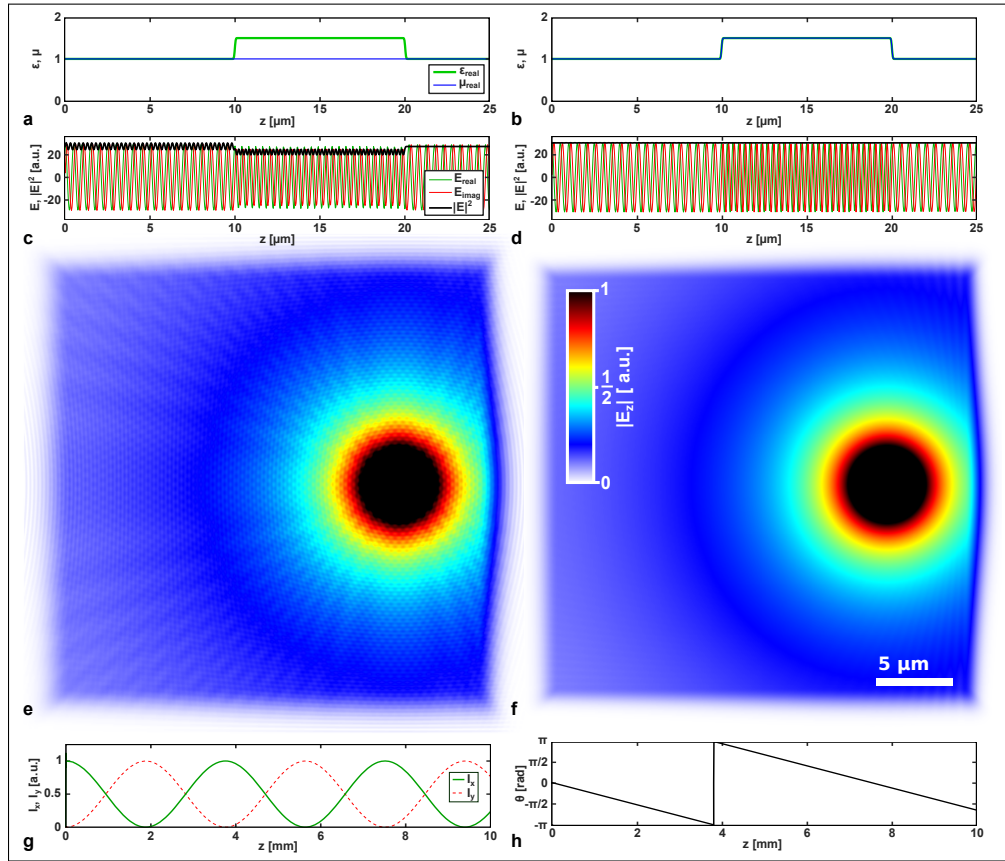 2
1
0
ε, μ
ε_real
μ_real
0 5 10 15 20 25
z [μm]
a
2
1
0
ε, μ
0 5 10 15 20 25
z [μm]
b
20
0
-20
E, |E|² [a.u.]
E_real
E_imag
|E|²
0 5 10 15 20 25
z [μm]
c
20
0
-20
E, |E|² [a.u.]
0 5 10 15 20 25
z [μm]
d
1
1/2
0
|E_z| [ a.u.]
5 μm
e
f
1
0.5
0
I_x, I_y [a.u.]
I_x
I_y
0 2 4 6 8 10
z [mm]
g
π
π/2
0
-π/2
-π
θ [rad]
0 2 4 6 8 10
z [mm]
h